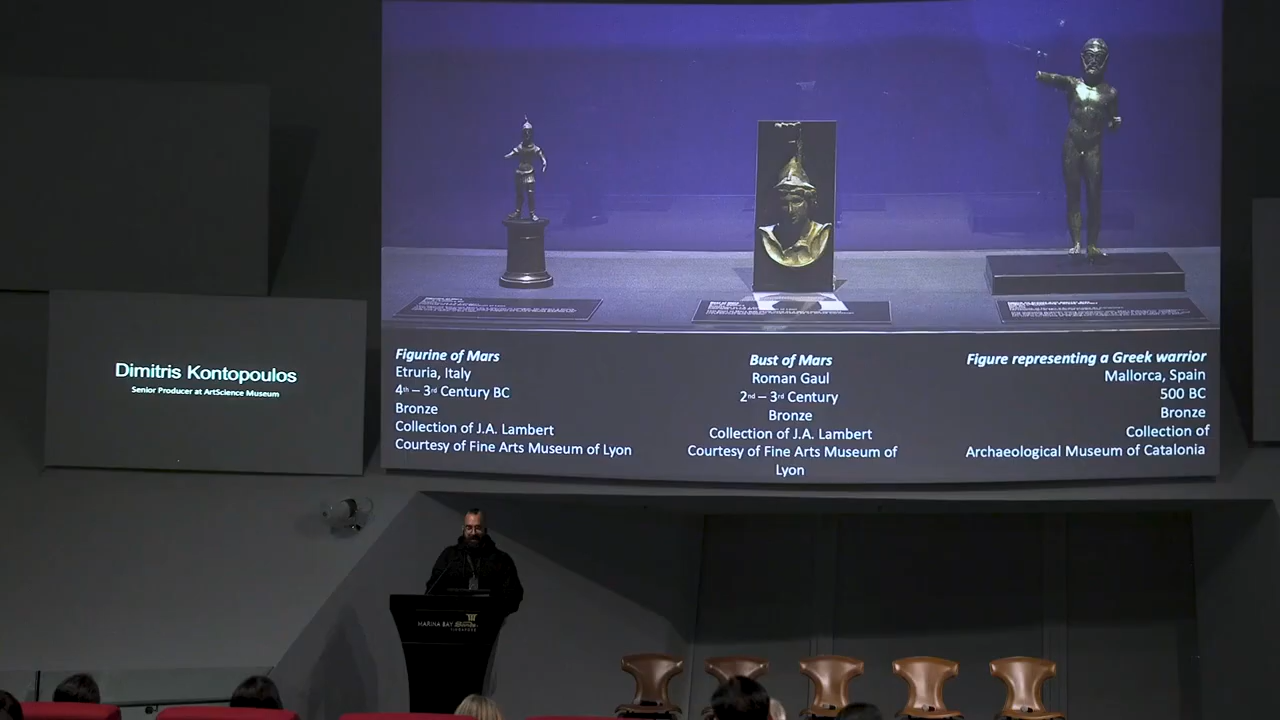 Dimitris Kontopoulos
Senior Producer at ArtScience Museum
Figurine of Mars
Etruria, Italy
4th – 3rd Century BC
Bronze
Collection of J.A. Lambert
Courtesy of Fine Arts Museum of Lyon
Bust of Mars
Roman Gaul
2nd – 3rd Century
Bronze
Collection of J.A. Lambert
Courtesy of Fine Arts Museum of
Lyon
Figure representing a Greek warrior
Mallorca, Spain
500 BC
Bronze
Collection of
Archaeological Museum of Catalonia
MARINA BAY Sands
SINGAPORE